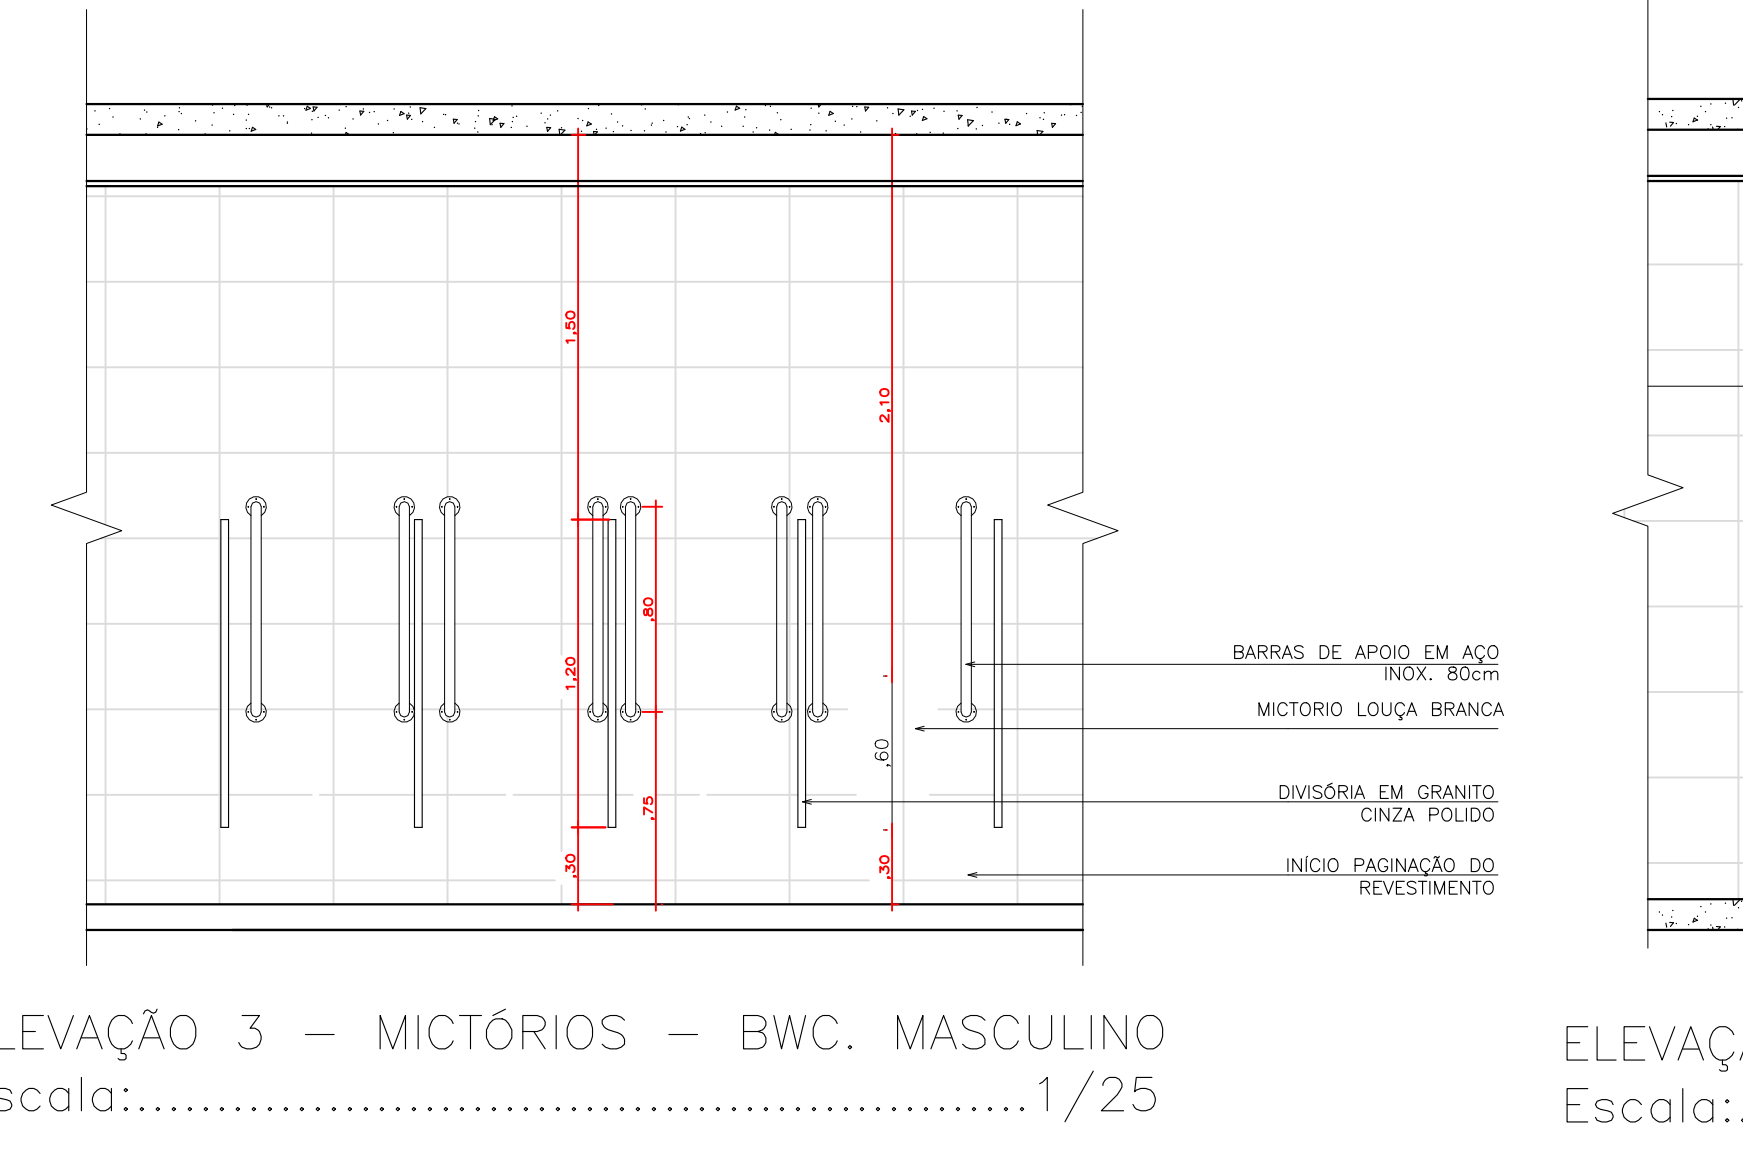 1,50
2,10
,80
1,20
,60
,75
,30
,30
BARRAS DE APOIO EM AÇO
INOX. 80cm
MICTORIO LOUÇA BRANCA
DIVISÓRIA EM GRANITO
CINZA POLIDO
INÍCIO PAGINAÇÃO DO
REVESTIMENTO
LEVAÇÃO 3 – MICTÓRIOS – BWC. MASCULINO
scala:......................................................1/25
ELEVAÇÃ
Escala:.